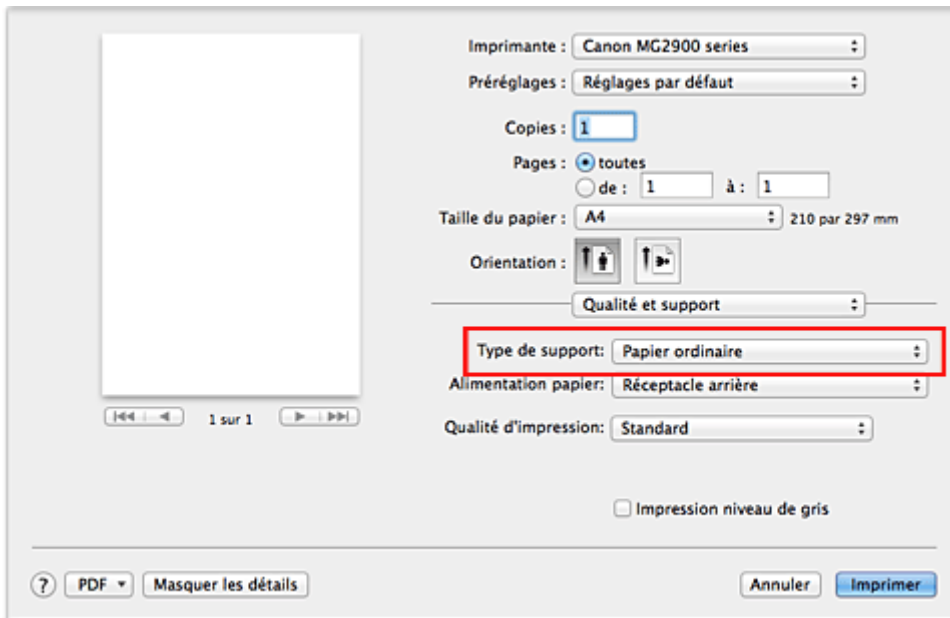 Imprimante : Canon MG2900 series
Préréglages : Réglages par défaut
Copies : 1
Pages : toutes
de : 1 à : 1
Taille du papier : A4 210 par 297 mm
Orientation :
Qualité et support
Type de support: Papier ordinaire
Alimentation papier: Réceptacle arrière
1 sur 1
Qualité d'impression: Standard
Impression niveau de gris
? PDF Masquer les détails Annuler Imprimer